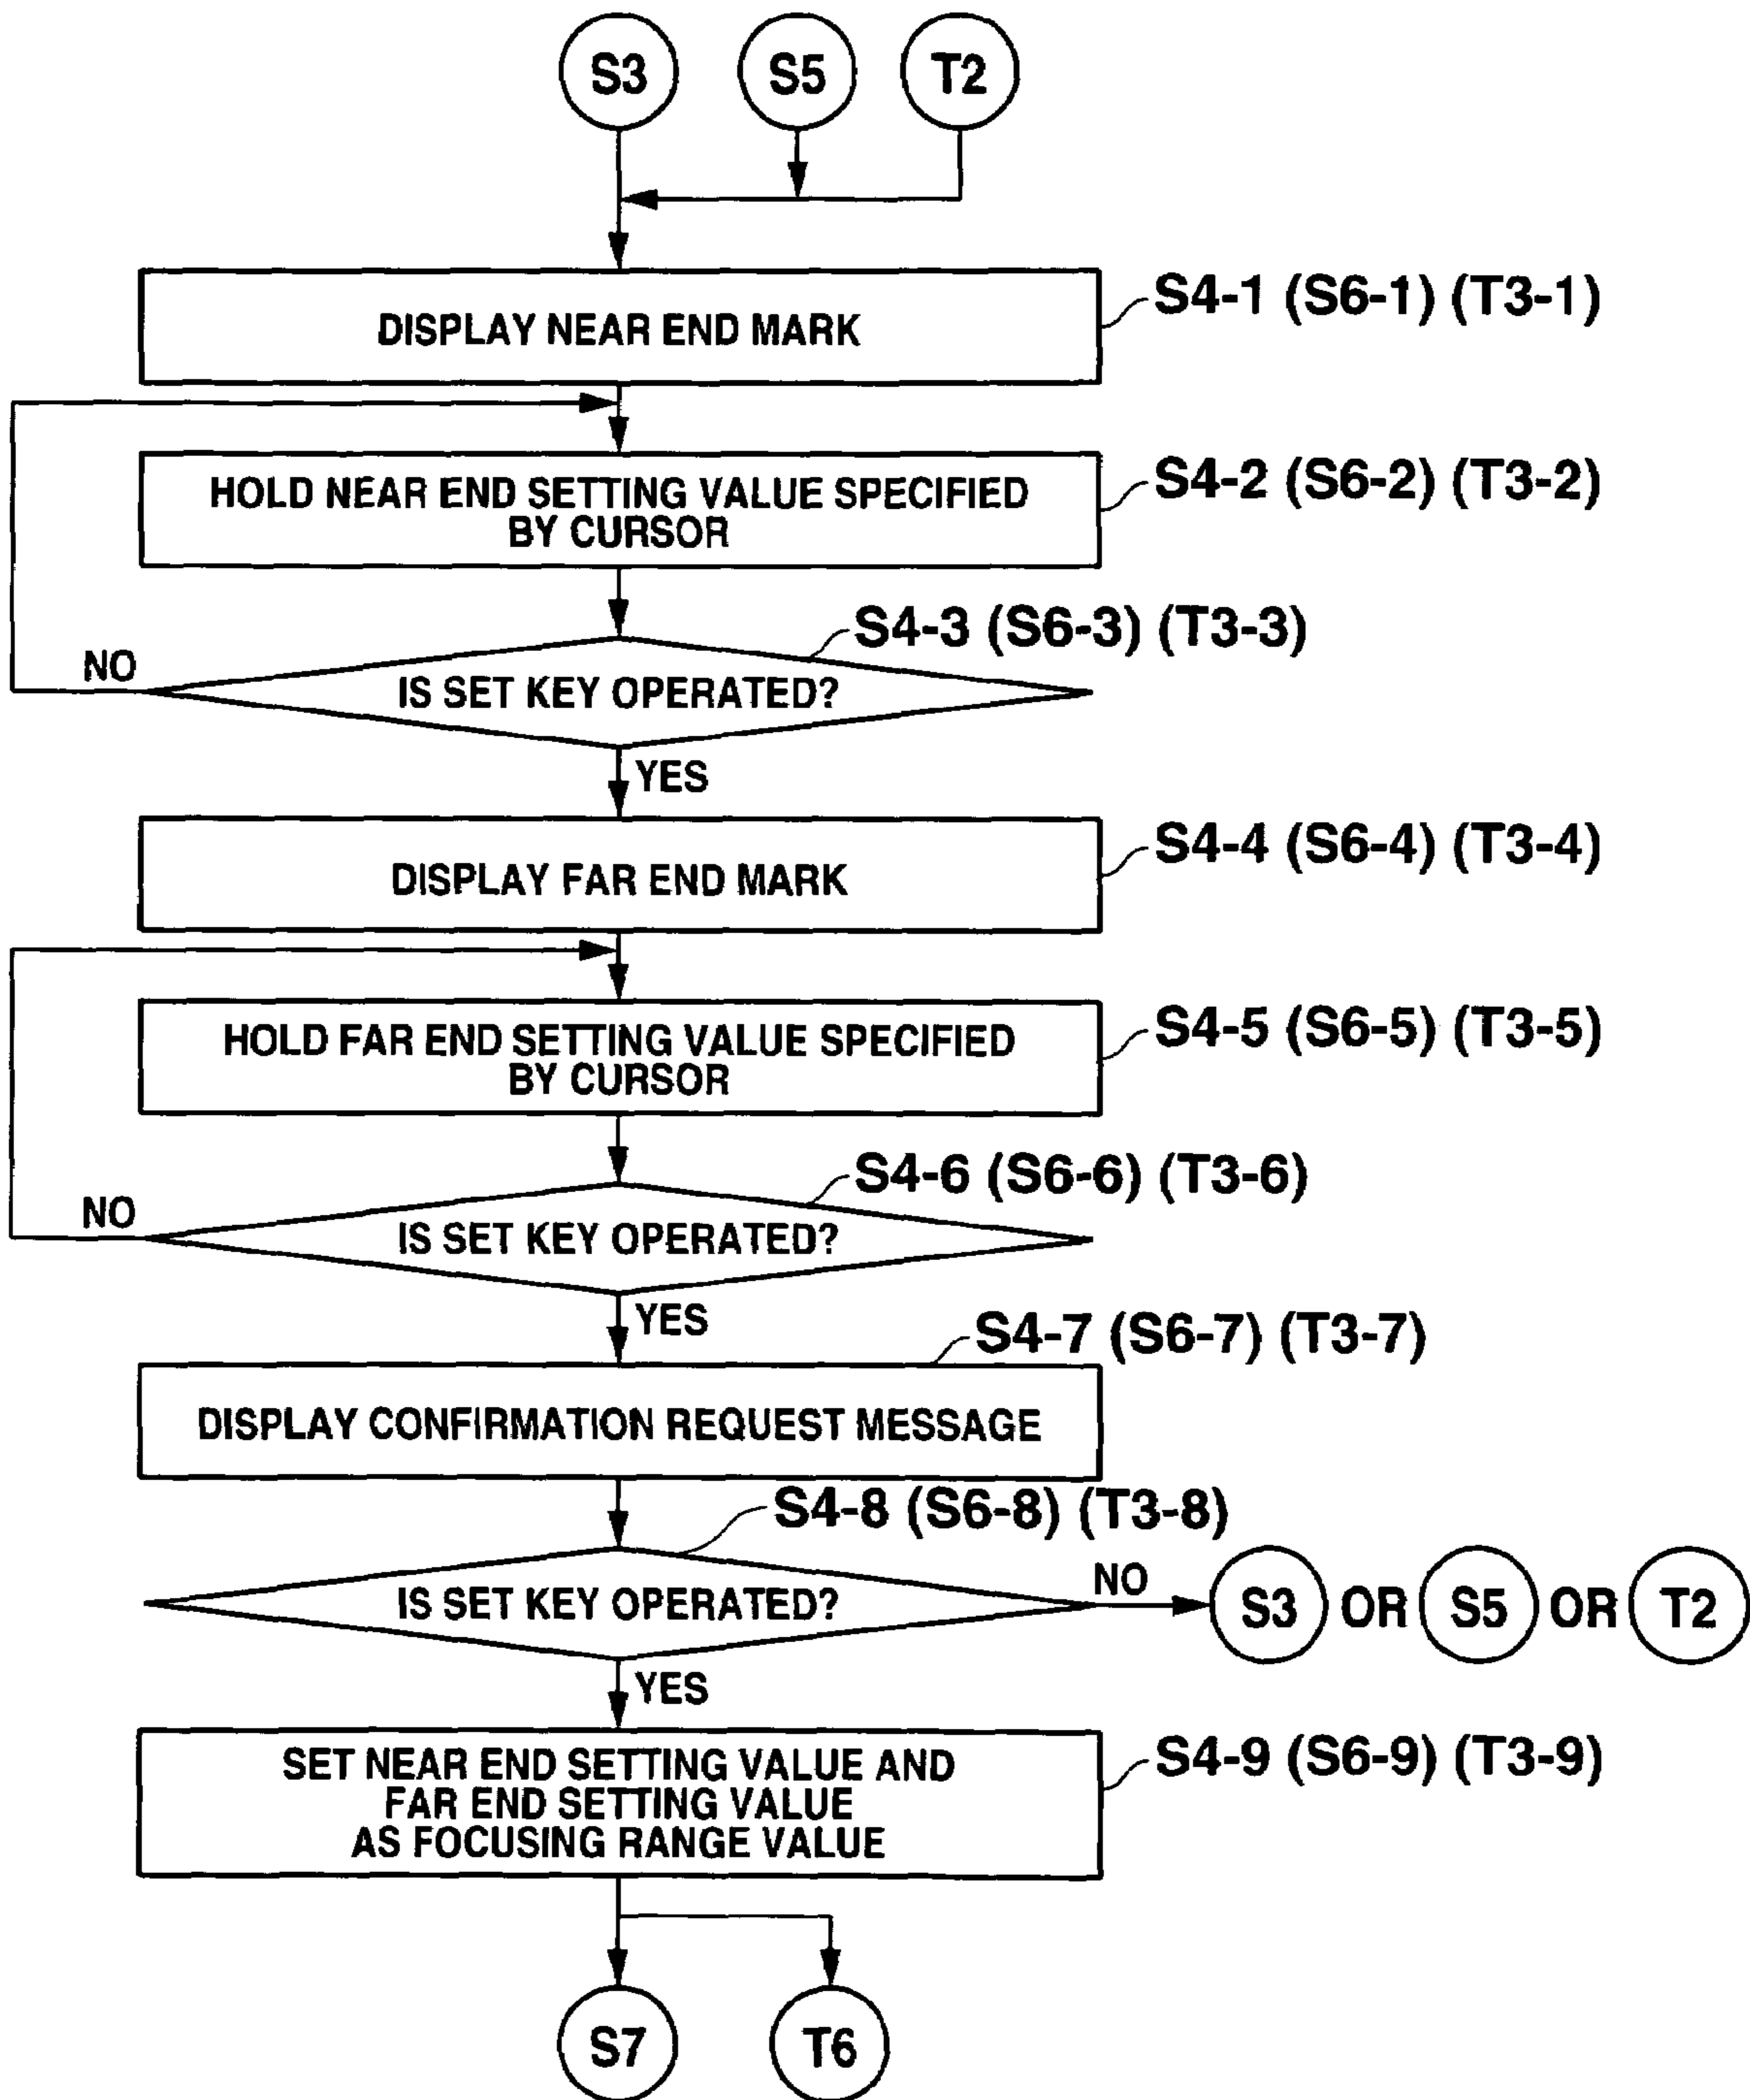 S3
S5
T2
DISPLAY NEAR END MARK
S4-1 (S6-1) (T3-1)
HOLD NEAR END SETTING VALUE SPECIFIED
BY CURSOR
S4-2 (S6-2) (T3-2)
S4-3 (S6-3) (T3-3)
NO
IS SET KEY OPERATED?
YES
DISPLAY FAR END MARK
S4-4 (S6-4) (T3-4)
HOLD FAR END SETTING VALUE SPECIFIED
BY CURSOR
S4-5 (S6-5) (T3-5)
S4-6 (S6-6) (T3-6)
NO
IS SET KEY OPERATED?
YES
S4-7 (S6-7) (T3-7)
DISPLAY CONFIRMATION REQUEST MESSAGE
S4-8 (S6-8) (T3-8)
IS SET KEY OPERATED?
NO
S3 OR S5 OR T2
YES
SET NEAR END SETTING VALUE AND
FAR END SETTING VALUE
AS FOCUSING RANGE VALUE
S4-9 (S6-9) (T3-9)
S7
T6